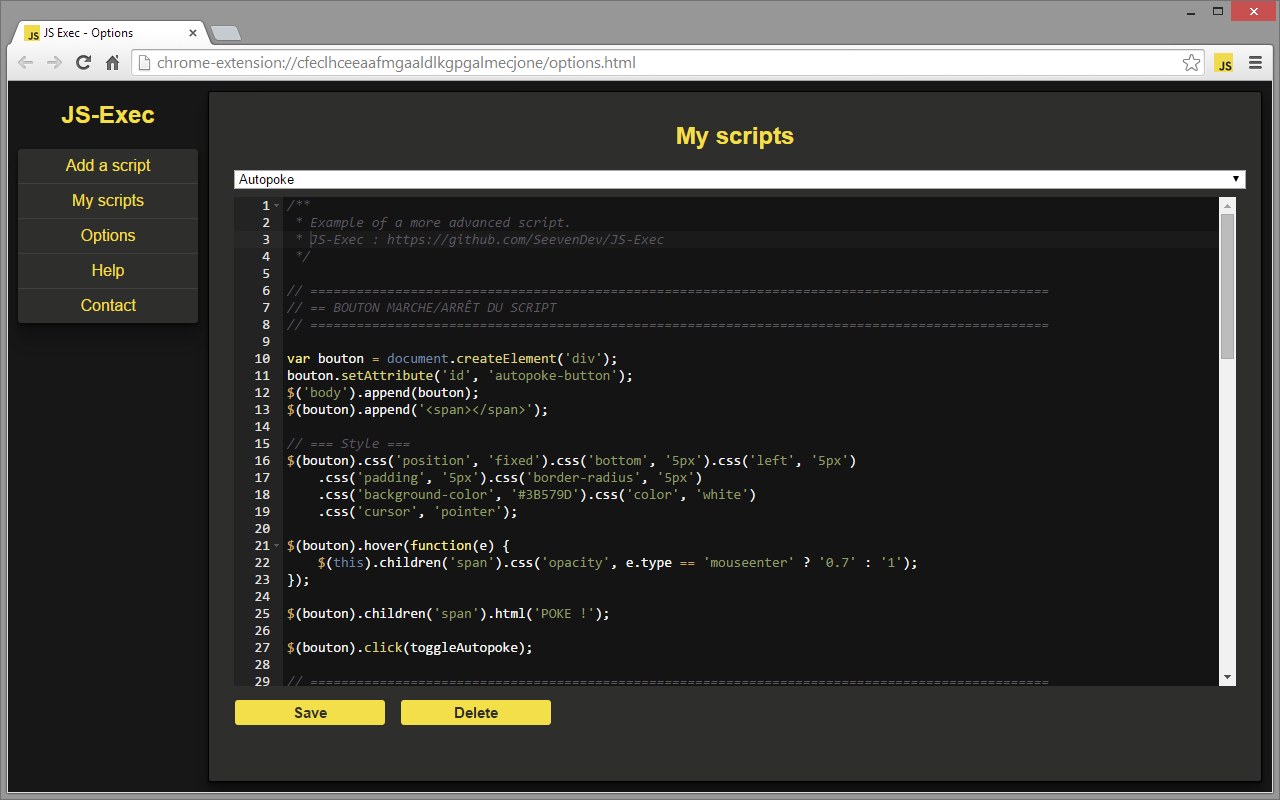 JS JS Exec - Options
chrome-extension://cfeclhceeaafmgaaldlkgpgalmecjone/options.html
JS
JS-Exec
Add a script
My scripts
Options
Help
Contact
My scripts
Autopoke
1 /**
2  * Example of a more advanced script.
3  * JS-Exec : https://github.com/SeevenDev/JS-Exec
4  */
5
6 // ================================================================================================
7 // == BOUTON MARCHE/ARRÊT DU SCRIPT
8 // ================================================================================================
9
10 var bouton = document.createElement('div');
11 bouton.setAttribute('id', 'autopoke-button');
12 $('body').append(bouton);
13 $(bouton).append('<span></span>');
14
15 // === Style ===
16 $(bouton).css('position', 'fixed').css('bottom', '5px').css('left', '5px')
17     .css('padding', '5px').css('border-radius', '5px')
18     .css('background-color', '#3B579D').css('color', 'white')
19     .css('cursor', 'pointer');
20
21 $(bouton).hover(function(e) {
22     $(this).children('span').css('opacity', e.type == 'mouseenter' ? '0.7' : '1');
23 });
24
25 $(bouton).children('span').html('POKE !');
26
27 $(bouton).click(toggleAutopoke);
28
29 // ================================================================================================
Save
Delete